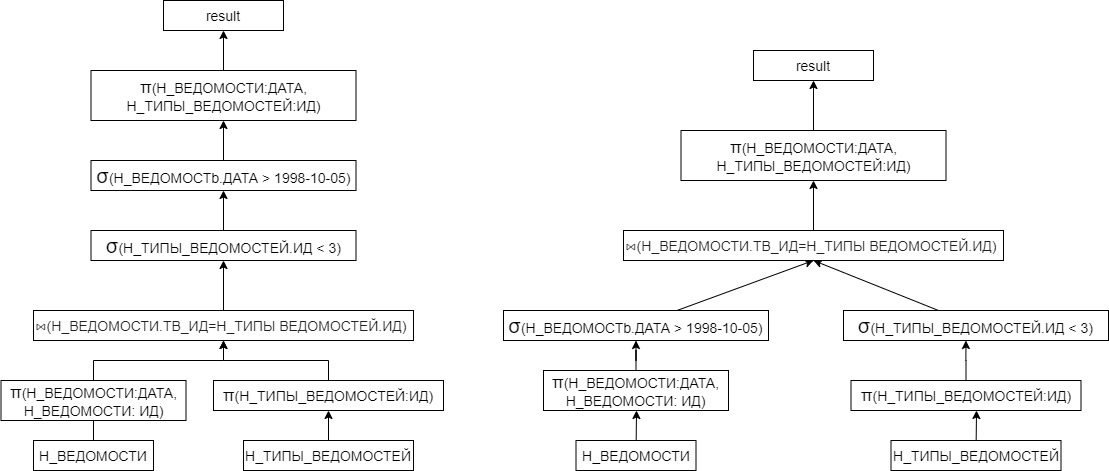 result
π(Н_ВЕДОМОСТИ:ДАТА,
Н_ТИПЫ_ВЕДОМОСТЕЙ:ИД)
σ(Н_ВЕДОМОСТb.ДАТА > 1998-10-05)
σ(Н_ТИПЫ_ВЕДОМОСТЕЙ.ИД < 3)
⋈(Н_ВЕДОМОСТИ.ТВ_ИД=Н_ТИПЫ ВЕДОМОСТЕЙ.ИД)
π(Н_ВЕДОМОСТИ:ДАТА,
Н_ВЕДОМОСТИ: ИД)
π(Н_ТИПЫ_ВЕДОМОСТЕЙ:ИД)
Н_ВЕДОМОСТИ
Н_ТИПЫ_ВЕДОМОСТЕЙ
result
π(Н_ВЕДОМОСТИ:ДАТА,
Н_ТИПЫ_ВЕДОМОСТЕЙ:ИД)
⋈(Н_ВЕДОМОСТИ.ТВ_ИД=Н_ТИПЫ ВЕДОМОСТЕЙ.ИД)
σ(Н_ВЕДОМОСТb.ДАТА > 1998-10-05)
σ(Н_ТИПЫ_ВЕДОМОСТЕЙ.ИД < 3)
π(Н_ВЕДОМОСТИ:ДАТА,
Н_ВЕДОМОСТИ: ИД)
π(Н_ТИПЫ_ВЕДОМОСТЕЙ:ИД)
Н_ВЕДОМОСТИ
Н_ТИПЫ_ВЕДОМОСТЕЙ